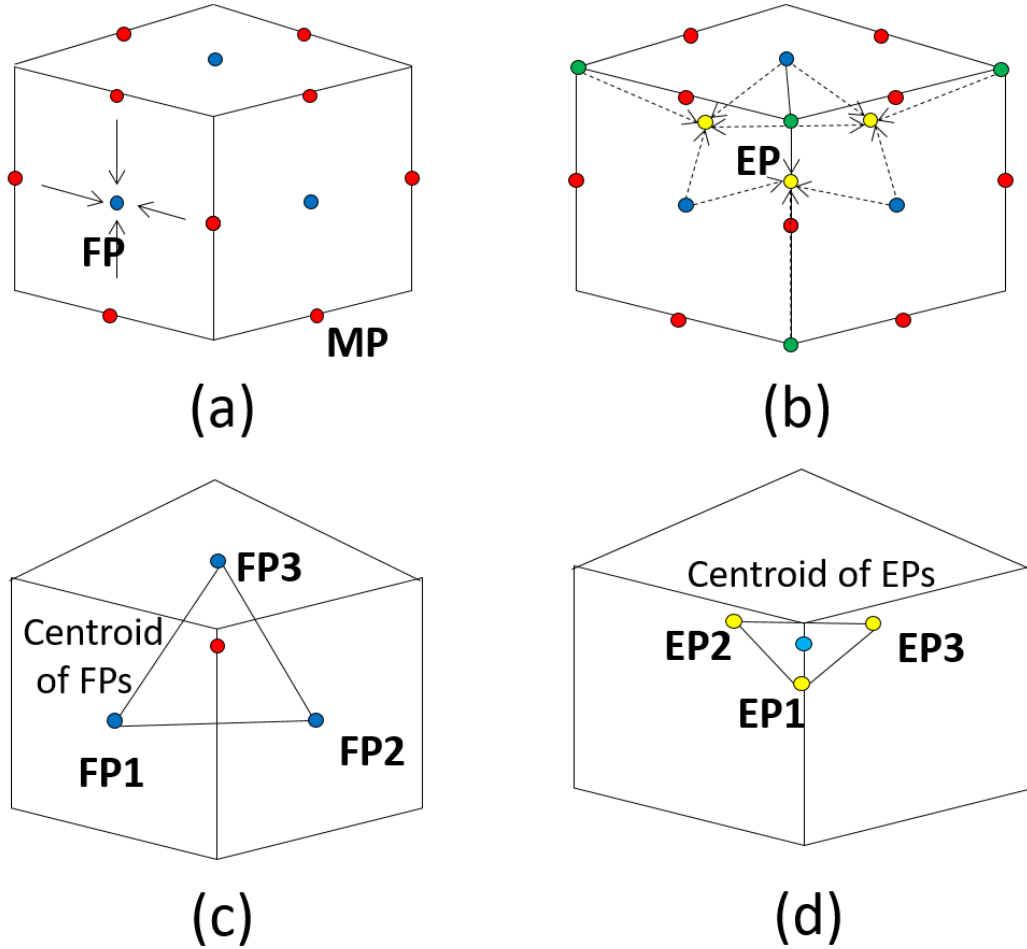 FP
MP
(a)
EP
(b)
FP3
Centroid
of FPs
FP1
FP2
(c)
Centroid of EPs
EP2
EP3
EP1
(d)